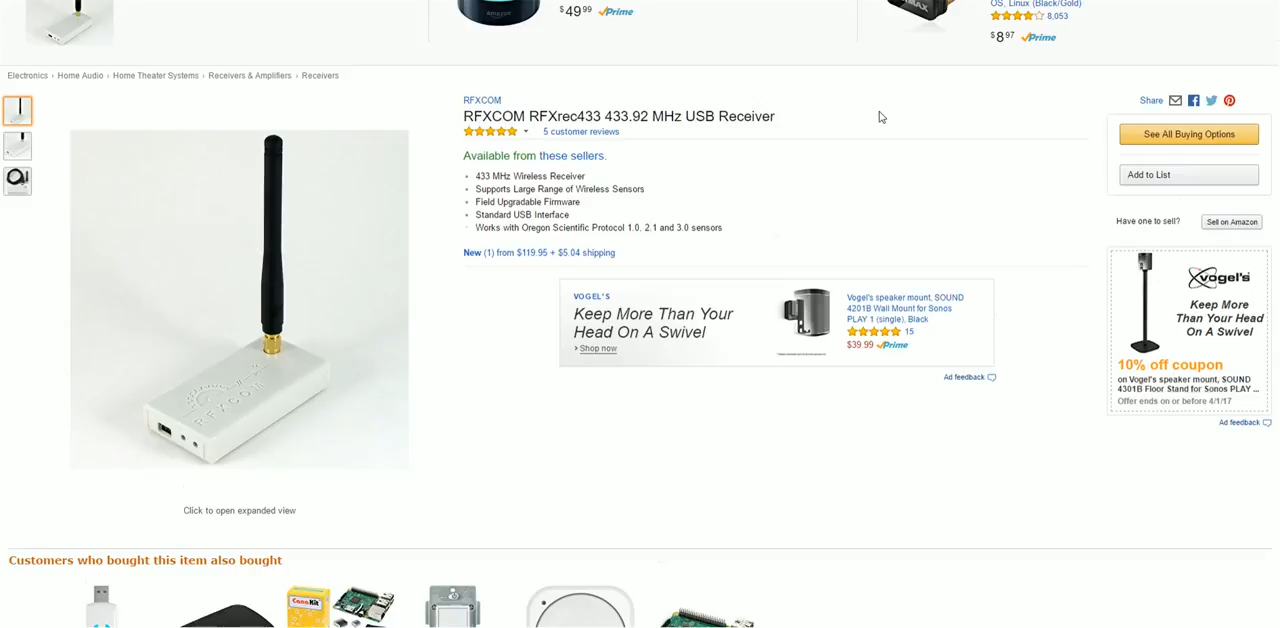 amazon
$49.99 Prime
OS, Linux (Black/Gold)
8,053
$8.97 Prime
Electronics › Home Audio › Home Theater Systems › Receivers & Amplifiers › Receivers
RFXCOM
RFXCOM RFXrec433 433.92 MHz USB Receiver
5 customer reviews
Available from these sellers.
433 MHz Wireless Receiver
Supports Large Range of Wireless Sensors
Field Upgradable Firmware
Standard USB Interface
Works with Oregon Scientific Protocol 1.0, 2.1 and 3.0 sensors
New (1) from $119.95 + $5.04 shipping
VOGEL'S
Keep More Than Your
Head On A Swivel
› Shop now
Vogel's speaker mount, SOUND
4201B Wall Mount for Sonos
PLAY 1 (single), Black
15
$39.99 Prime
Ad feedback
Share
See All Buying Options
Add to List
Have one to sell?
Sell on Amazon
vogel's
Keep More
Than Your Head
On A Swivel
10% off coupon
on Vogel's speaker mount, SOUND
4301B Floor Stand for Sonos PLAY ...
Offer ends on or before 4/1/17
Ad feedback
RFXCOM
Click to open expanded view
Customers who bought this item also bought
CanaKit